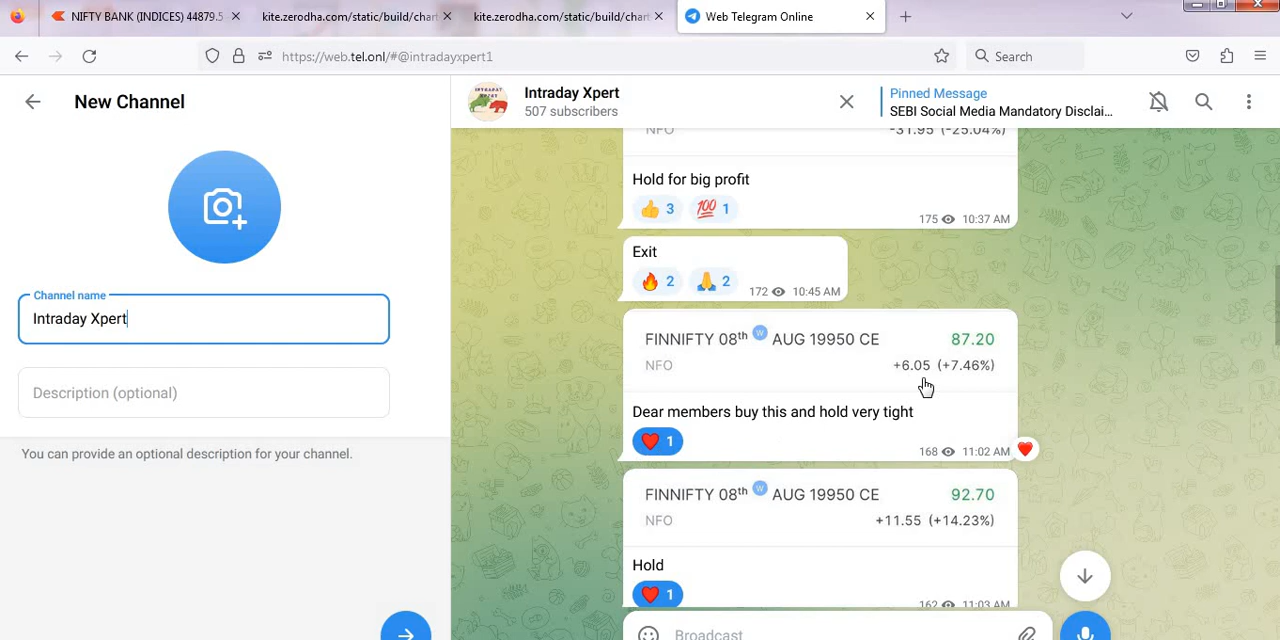 NIFTY BANK (INDICES) 44879.5
kite.zerodha.com/static/build/chart
kite.zerodha.com/static/build/chart
Web Telegram Online
https://web.tel.onl/#@intradayxpert1
Search
New Channel
Channel name
Intraday Xpert
Description (optional)
You can provide an optional description for your channel.
Intraday Xpert
507 subscribers
Pinned Message
SEBI Social Media Mandatory Disclai...
NFO
-31.95 (-25.04%)
Hold for big profit
👍 3 💯 1
175 10:37 AM
Exit
🔥 2 🙏 2
172 10:45 AM
FINNIFTY 08th W AUG 19950 CE 87.20
NFO +6.05 (+7.46%)
Dear members buy this and hold very tight
❤️ 1
168 11:02 AM
FINNIFTY 08th W AUG 19950 CE 92.70
NFO +11.55 (+14.23%)
Hold
❤️ 1
162 11:03 AM
Broadcast